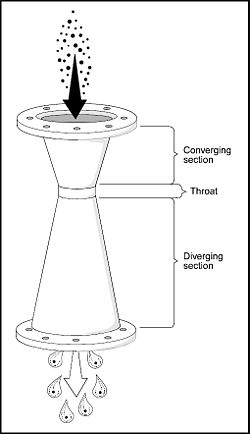 Converging
section
Throat
Diverging
section